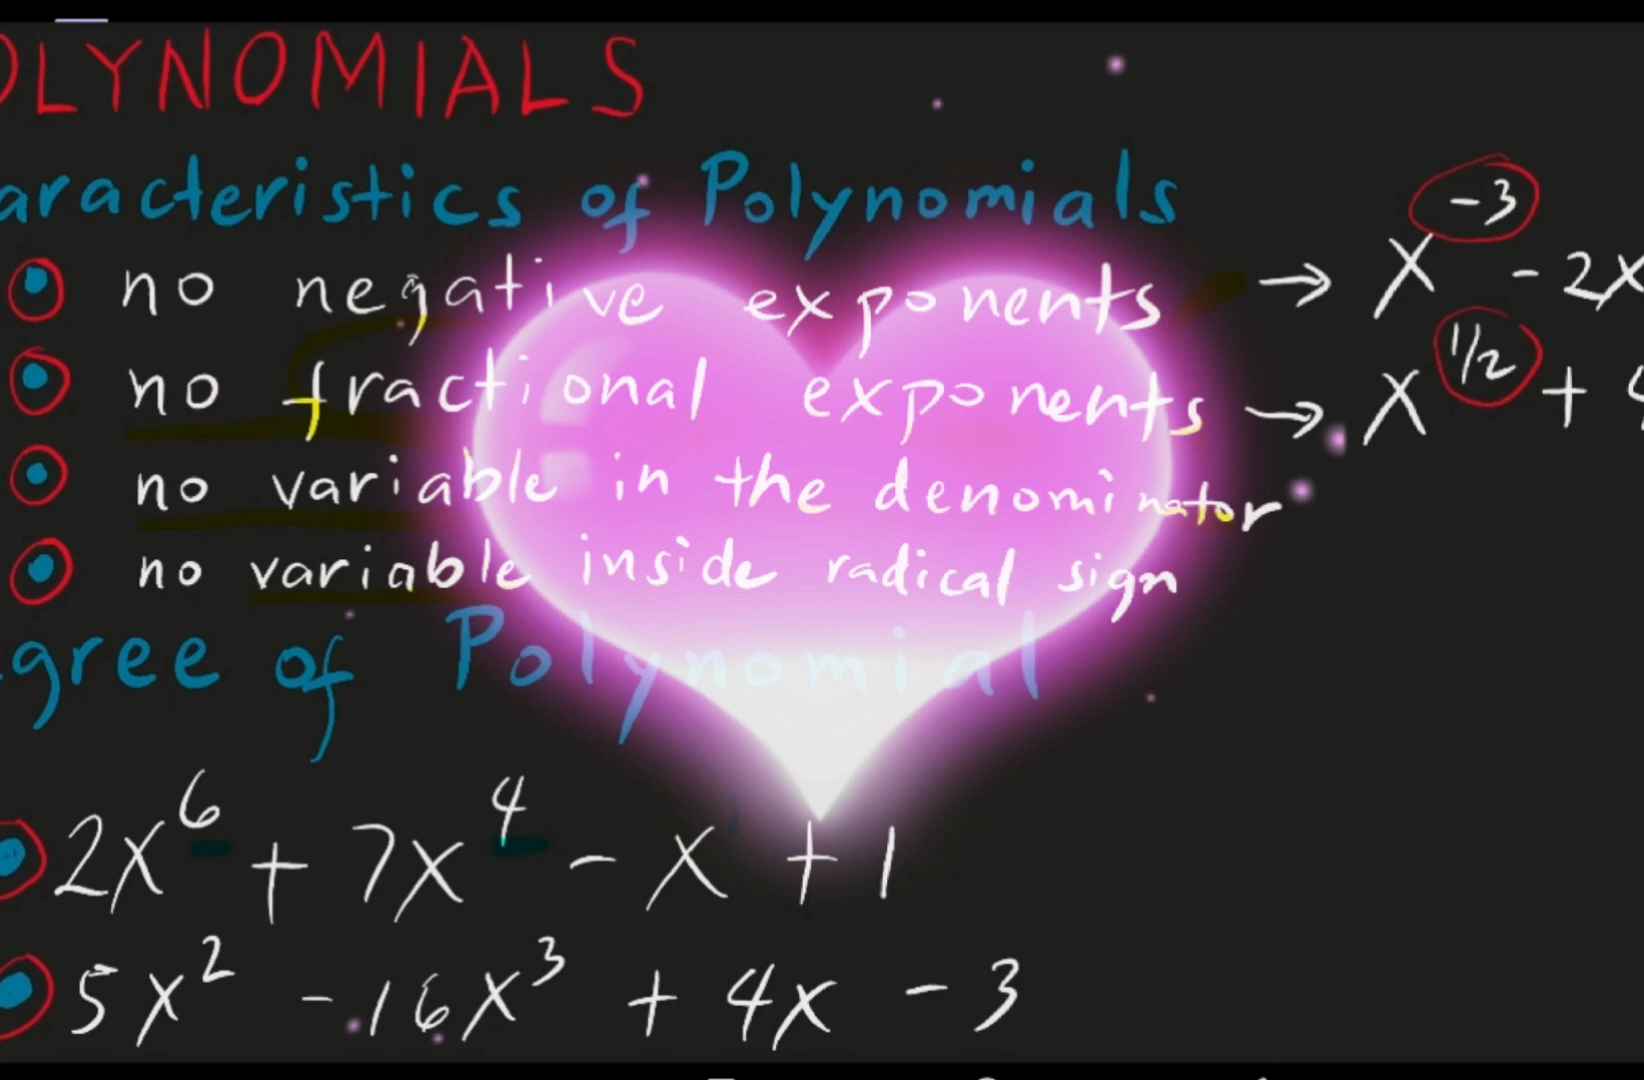 OLYNOMIALS
aracteristics of Polynomials
no negative exponents → x⁻³ - 2x
no fractional exponents → x^1/2 +
no variable in the denominator
no variable inside radical sign
gree of Polynomial
2x⁶ + 7x⁴ - x + 1
5x² - 16x³ + 4x - 3